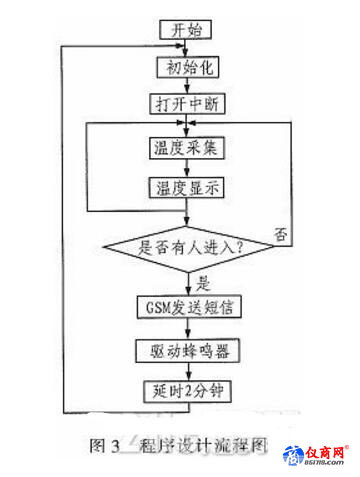 开始
初始化
打开中断
温度采集
温度显示
是否有人进入?
否
是
GSM发送短信
驱动蜂鸣器
延时2分钟
图3 程序设计流程图
仪商网